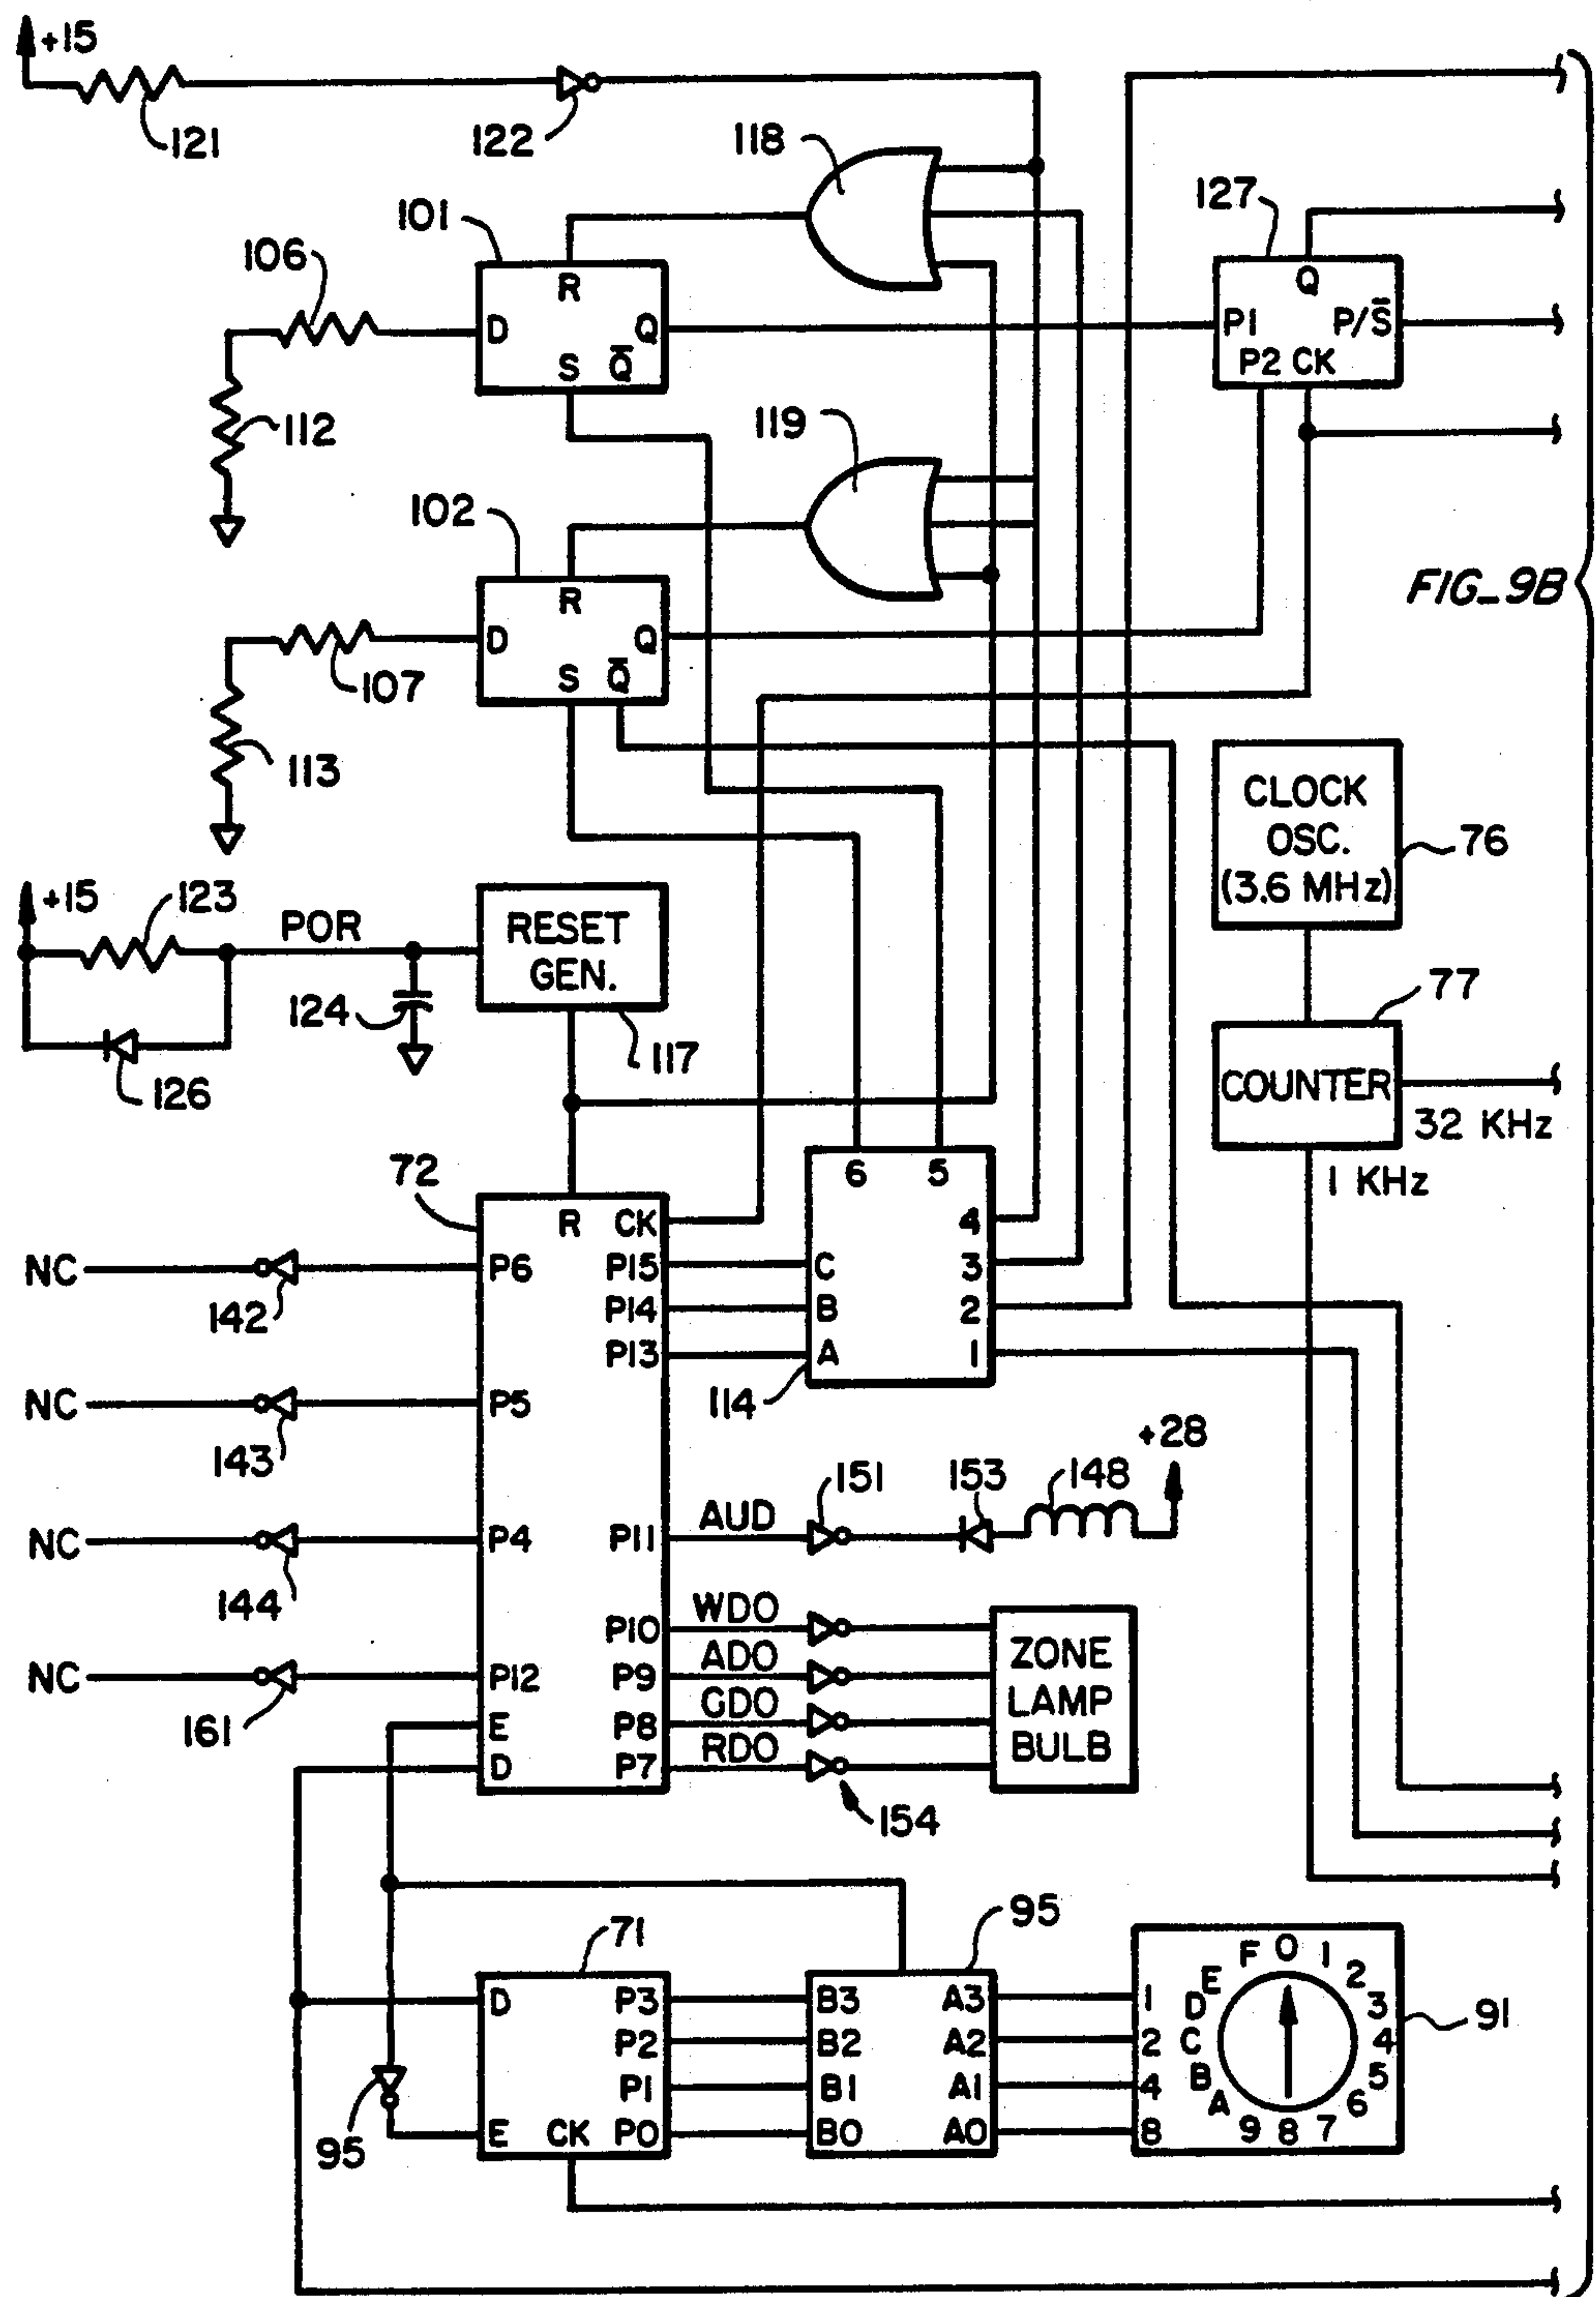 +15
121
122
118
127
101
106
R
D
Q
S
Q̅
Q
P1
P/S̅
P2 CK
112
119
102
R
D
Q
S
Q̅
FIG_9B
107
113
CLOCK
OSC.
(3.6 MHz)
76
+15
123
POR
RESET
GEN.
124
126
117
77
COUNTER
32 KHz
1 KHz
72
R CK
6 5
4
3
2
1
C
B
A
114
NC
142
P6
P15
P14
P13
NC
143
P5
NC
144
P4
P11
AUD
151
153
148
+28
NC
161
P12
E
D
P10
P9
P8
P7
WDO
ADO
GDO
RDO
ZONE
LAMP
BULB
154
71
95
D
P3
P2
P1
P0
E
CK
B3
B2
B1
B0
A3
A2
A1
A0
1
2
4
8
F 0 1 2 3 4 5 6 7 8 9 A B C D E
91
95